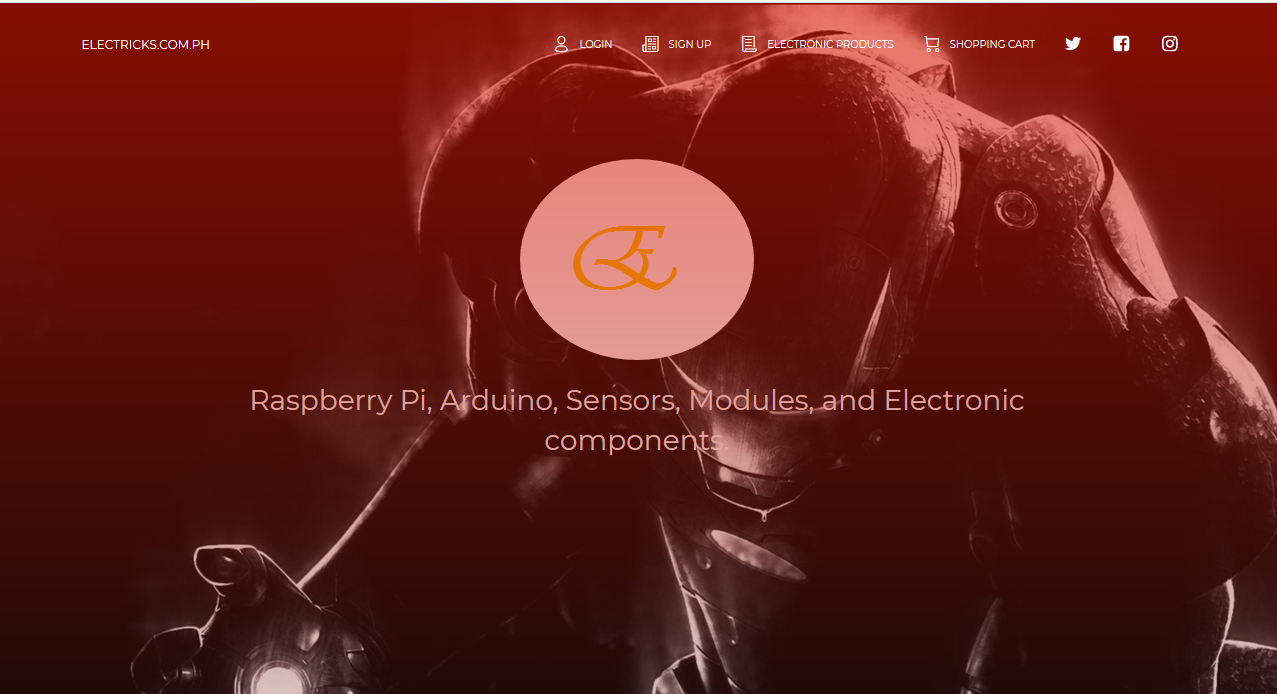 ELECTRICKS.COM.PH
LOGIN
SIGN UP
ELECTRONIC PRODUCTS
SHOPPING CART
E
Raspberry Pi, Arduino, Sensors, Modules, and Electronic
components.